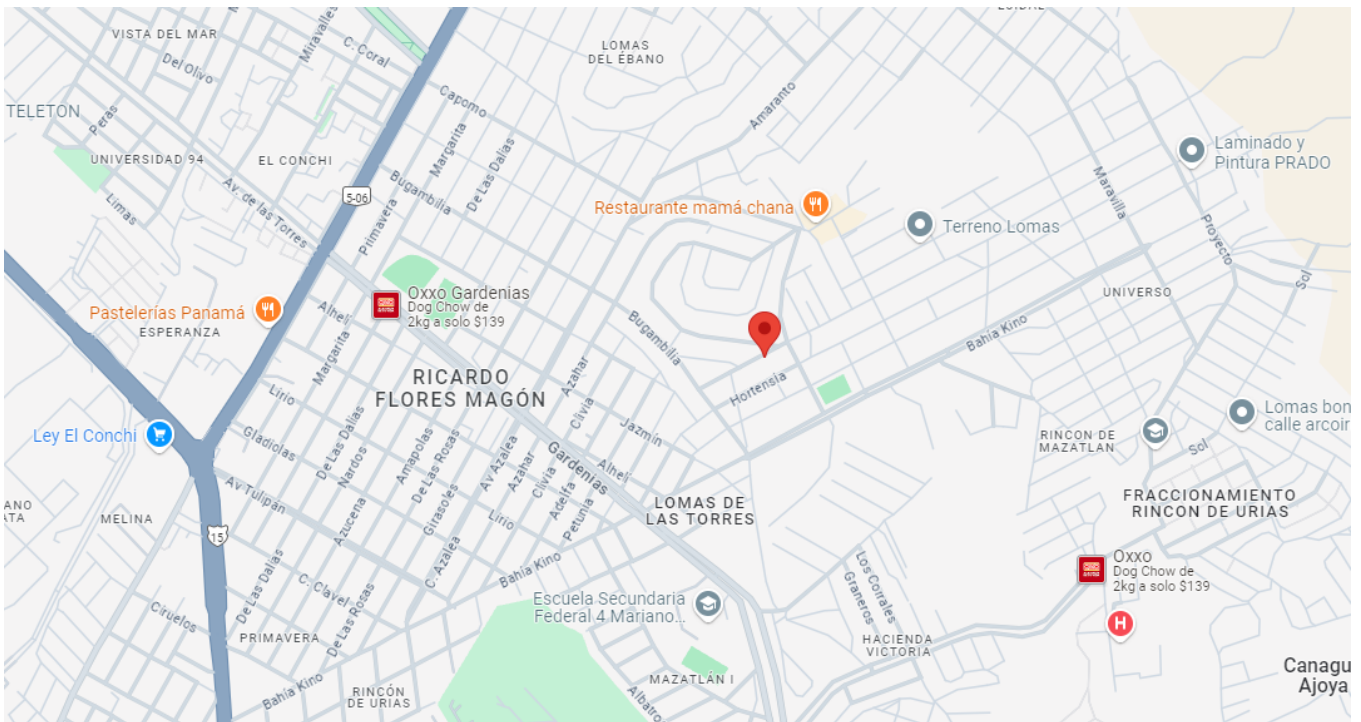 VISTA DEL MAR
Miravalles
C. Coral
Del Olivo
LOMAS
DEL ÉBANO
TELETON
Peras
UNIVERSIDAD 94
EL CONCHI
Limas
Av. de las Torres
5-06
Capomo
Margarita
De Las Dalias
Bugambilia
Primavera
Amaranto
Restaurante mamá chana
Terreno Lomas
Maravilla
Laminado y
Pintura PRADO
Proyecto
Sol
UNIVERSO
Pastelerías Panamá
ESPERANZA
Oxxo Gardenias
Dog Chow de
2kg a solo $139
Alheli
Margarita
Bugambilia
Bahía Kino
Hortensia
RICARDO
FLORES MAGÓN
Azahar
Clivia
Jazmín
Lirio
Gladiolas
De Las Dalias
Nardos
Amapolas
De Las Rosas
Ley El Conchi
Av Tulipan
Azucena
Girasoles
Av Azalea
Azahar
Clivia
Adelfa
Petunia
Gardenias
Alheli
Lirio
C. Azalea
Bahía Kino
LOMAS DE
LAS TORRES
RINCON DE
MAZATLAN
Sol
Lomas bon
calle arcoir
FRACCIONAMIENTO
RINCON DE URIAS
ANO
ATA
MELINA
15
De Las Dalias
C. Clavel
De Las Rosas
Ciruelos
PRIMAVERA
Bahía Kino
RINCÓN
DE URIAS
Escuela Secundaria
Federal 4 Mariano...
Los Corrales
Graneros
HACIENDA
VICTORIA
Oxxo
Dog Chow de
2kg a solo $139
H
MAZATLÁN I
Albatro
Canagu
Ajoya